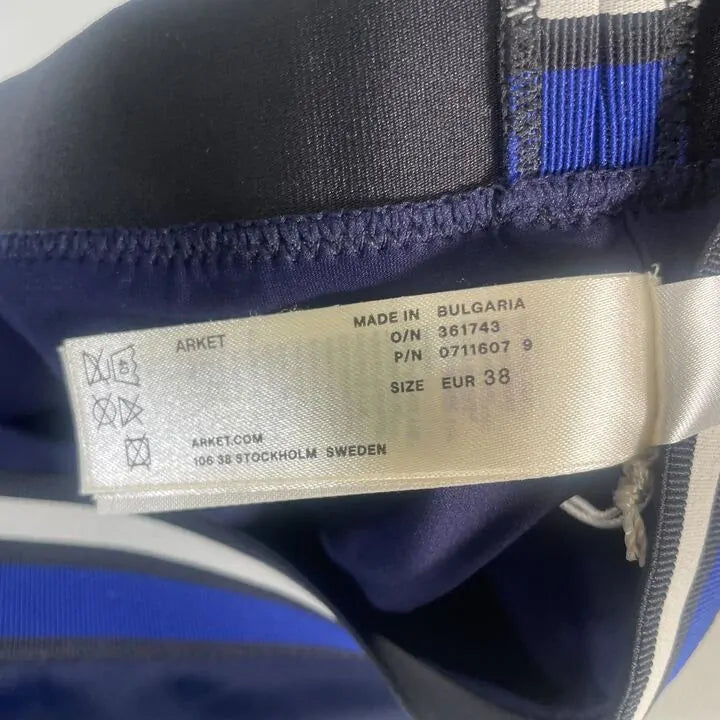 ARKET
MADE IN BULGARIA
O/N 361743
P/N 0711607 9
SIZE EUR 38
ARKET.COM
106 38 STOCKHOLM SWEDEN